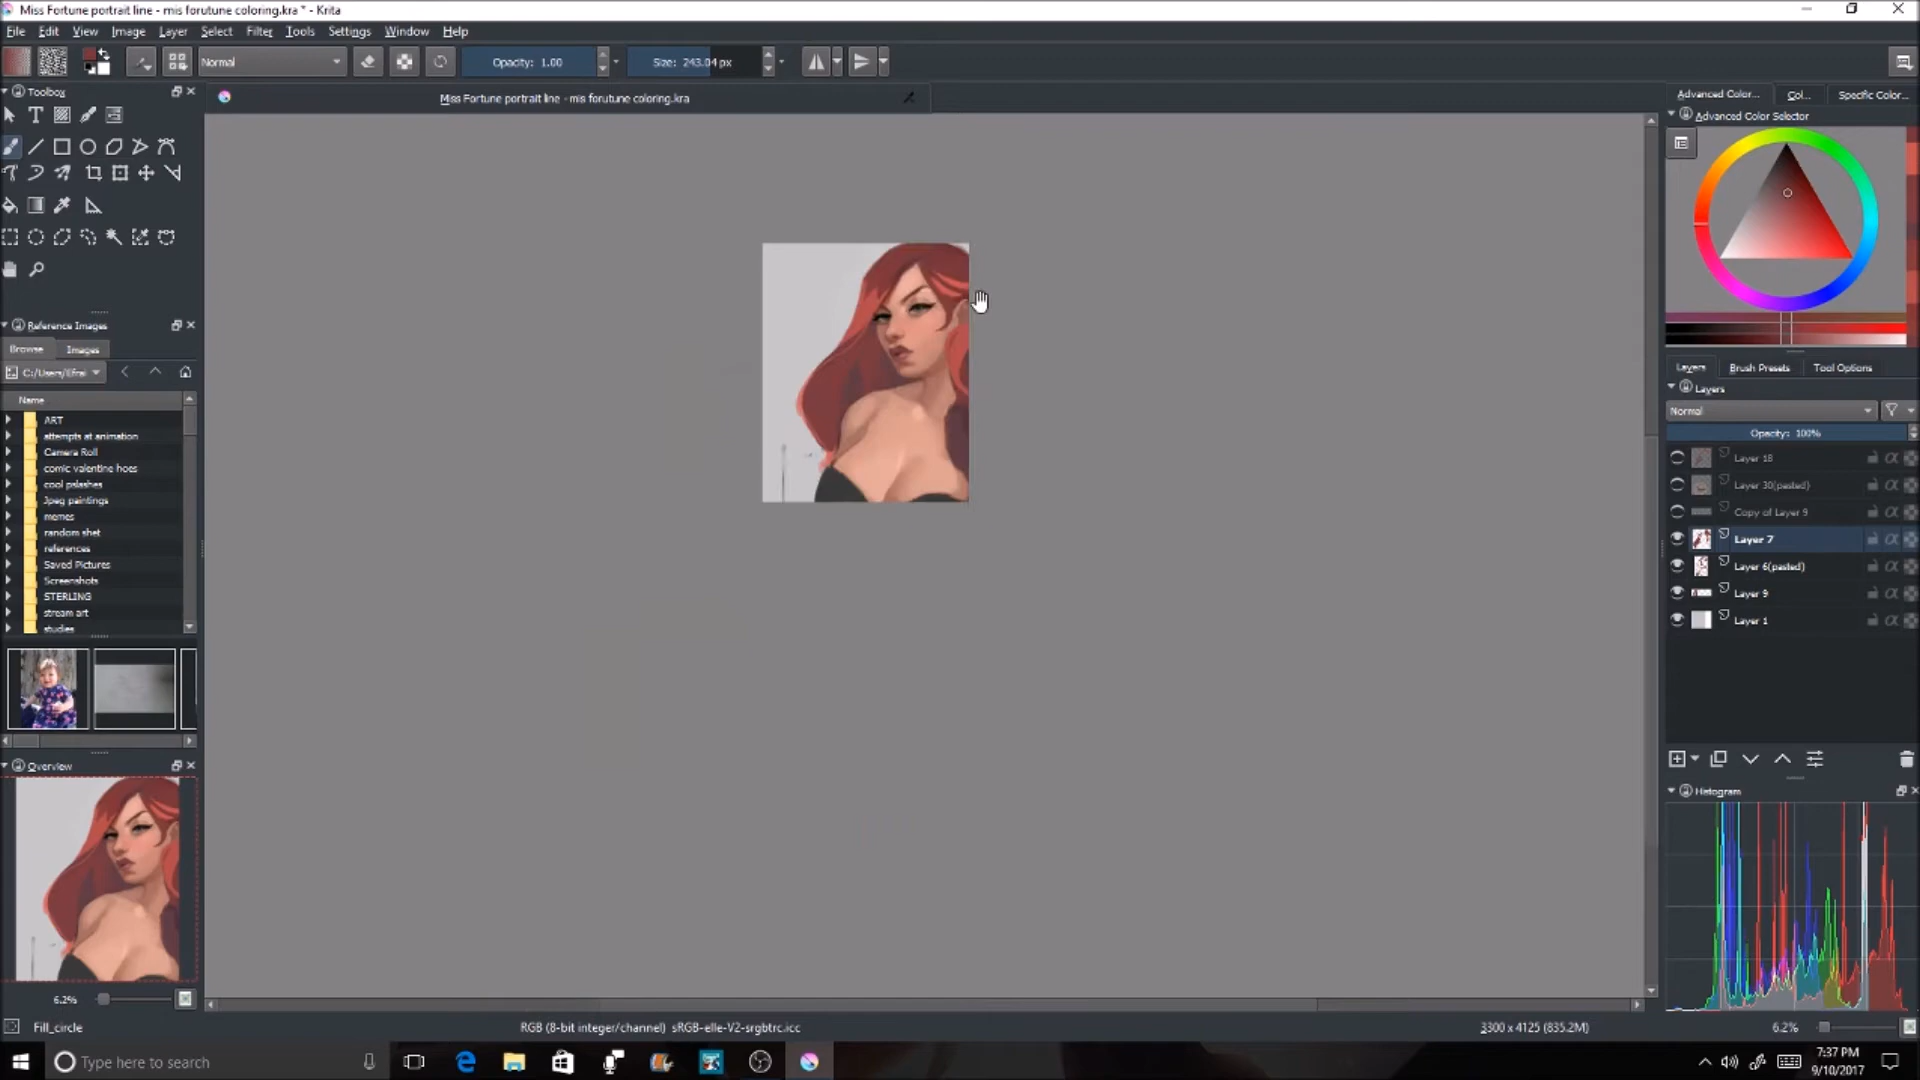 Miss Fortune portrait line - mis forutune coloring.kra * - Krita
File Edit View Image Layer Select Filter Tools Settings Window Help
Normal Opacity: 1.00 Size: 243.04 px
Toolbox
Miss Fortune portrait line - mis forutune coloring.kra
Advanced Color... Col... Specific Color...
Advanced Color Selector
Reference Images
Browse Images
C:/Users/Efrai
Name
ART
attempts at animation
Camera Roll
comic valentine hoes
cool pslashes
Jpeg paintings
memes
random shet
references
Saved Pictures
Screenshots
STERLING
stream art
studies
Overview
6.2%
Layers Brush Presets Tool Options
Layers
Normal
Opacity: 100%
Layer 18
Layer 30(pasted)
Copy of Layer 9
Layer 7
Layer 6(pasted)
Layer 9
Layer 1
Histogram
Fill_circle
RGB (8-bit integer/channel) sRGB-elle-V2-srgbtrc.icc
3300 x 4125 (835.2M)
6.2%
Type here to search
7:37 PM
9/10/2017